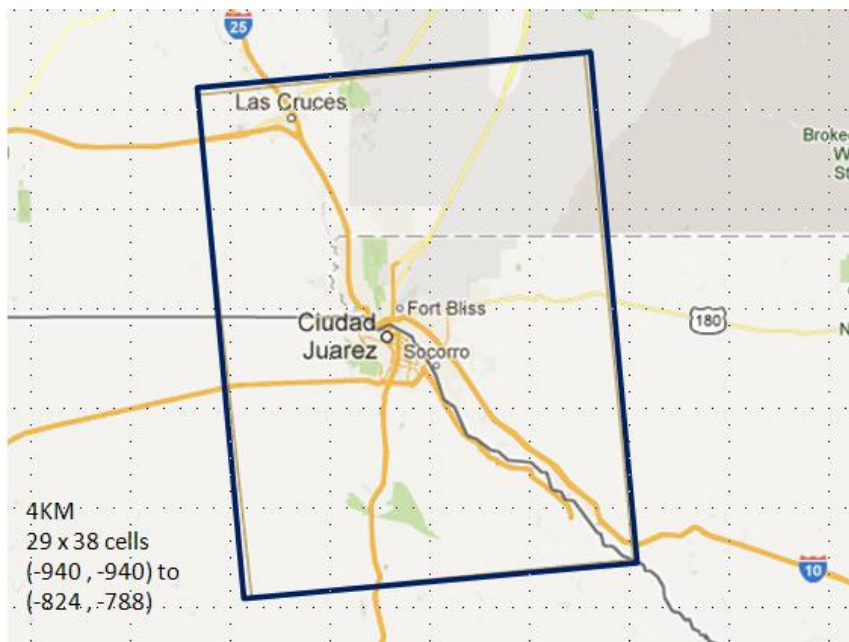 25
Las Cruces
Fort Bliss
Ciudad
Juarez
Socorro
180
4KM
29 x 38 cells
(-940 , -940) to
(-824 , -788)
10